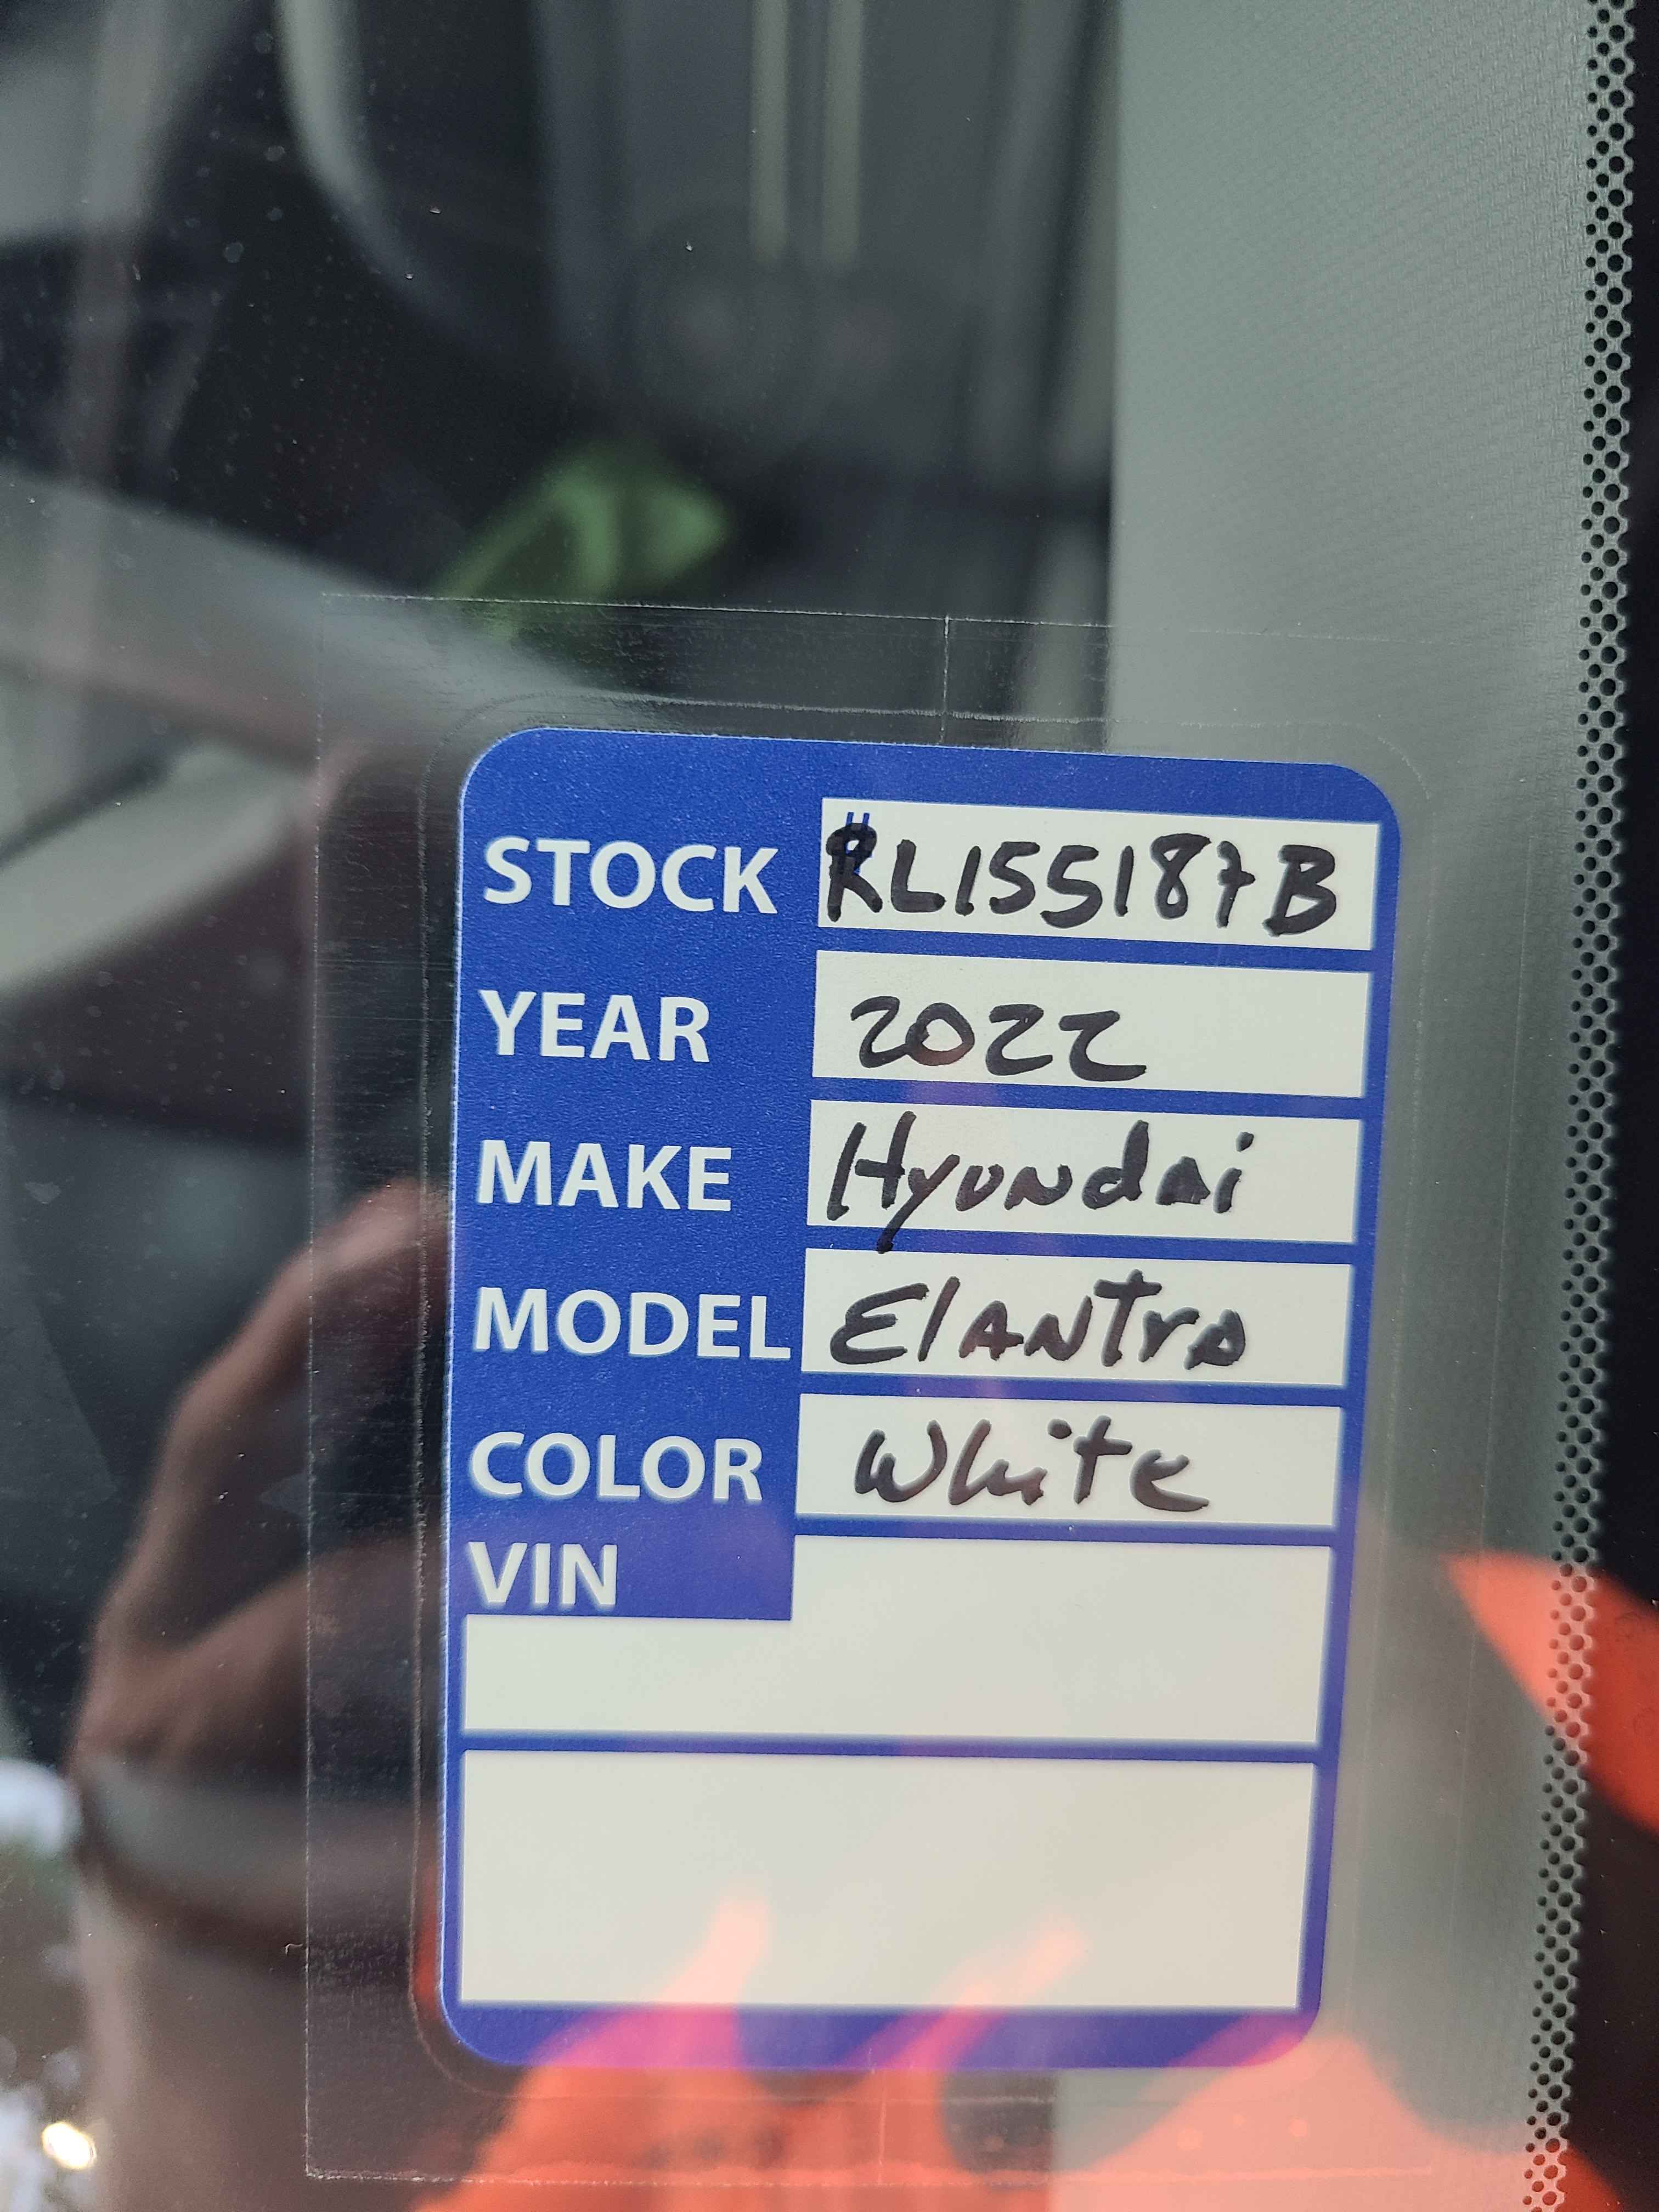 STOCK # RL155187B
YEAR 2022
MAKE Hyundai
MODEL Elantra
COLOR White
VIN